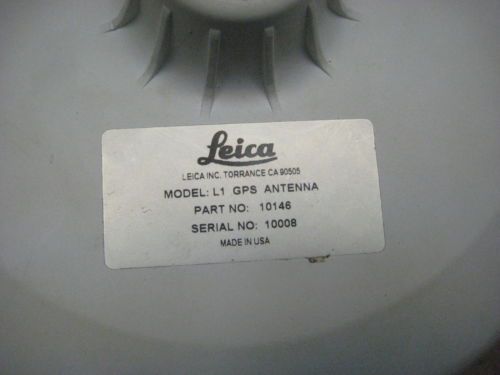 Leica
LEICA INC. TORRANCE CA 90505
MODEL: L1 GPS ANTENNA
PART NO: 10146
SERIAL NO: 10008
MADE IN USA